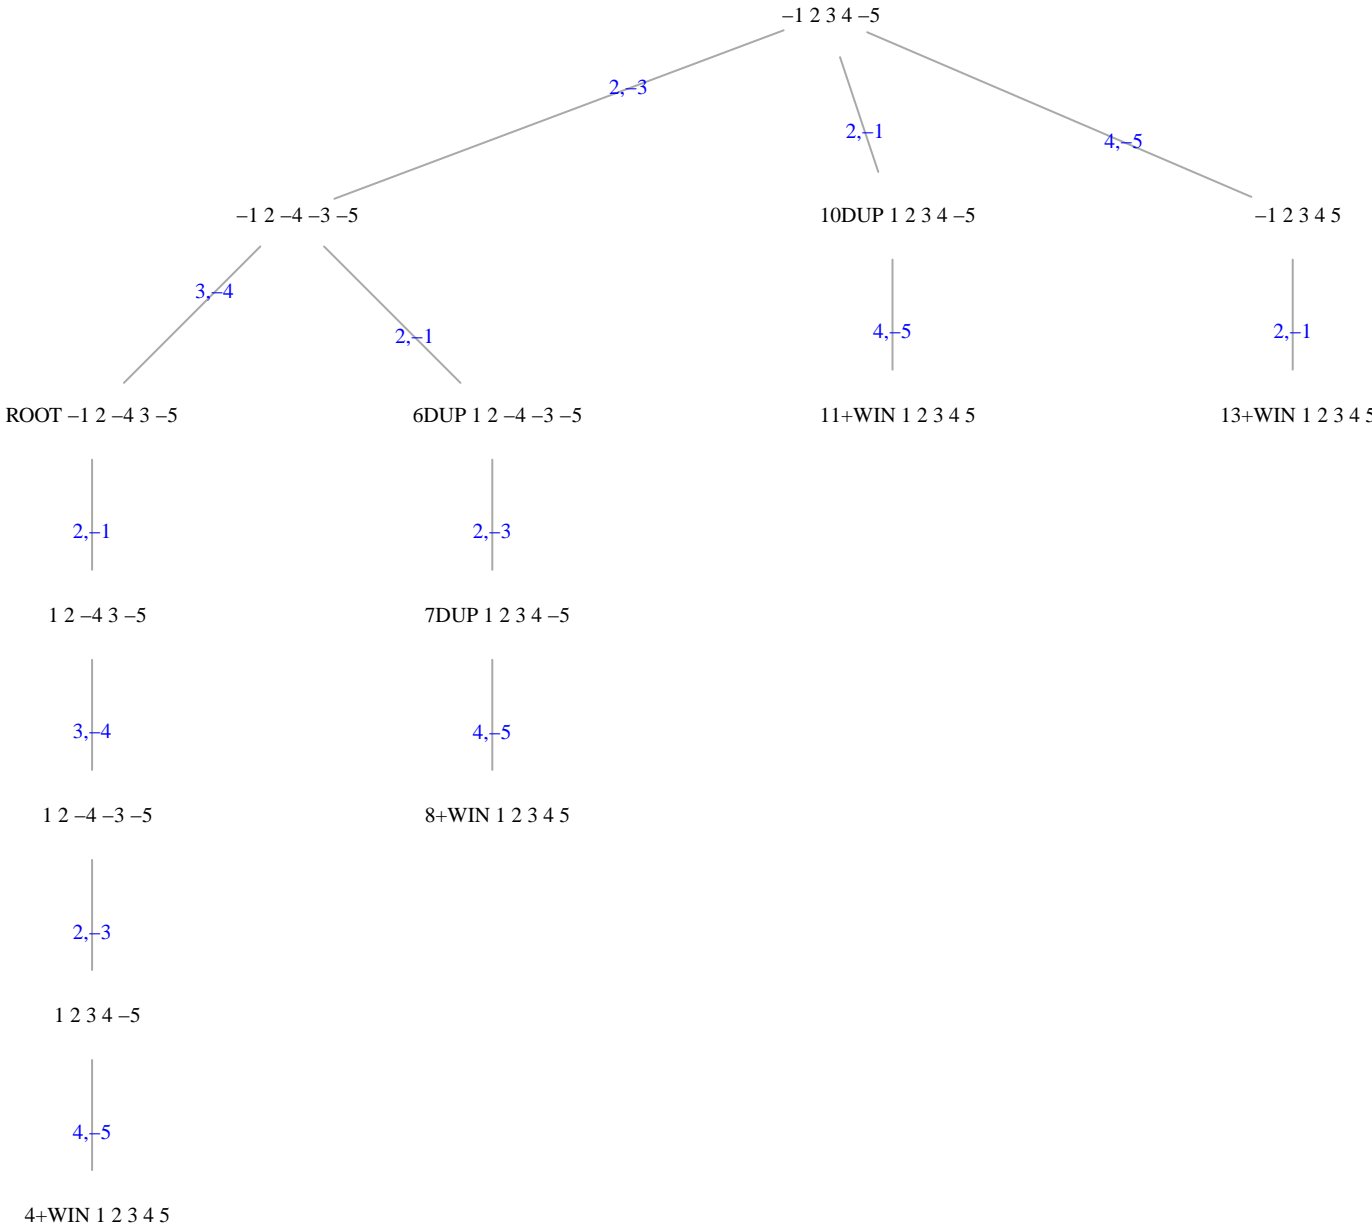 –1 2 3 4 –5
2,–3
2,–1
4,–5
–1 2 –4 –3 –5
10DUP 1 2 3 4 –5
–1 2 3 4 5
3,–4
2,–1
4,–5
2,–1
ROOT –1 2 –4 3 –5
6DUP 1 2 –4 –3 –5
11+WIN 1 2 3 4 5
13+WIN 1 2 3 4 5
2,–1
2,–3
1 2 –4 3 –5
7DUP 1 2 3 4 –5
3,–4
4,–5
1 2 –4 –3 –5
8+WIN 1 2 3 4 5
2,–3
1 2 3 4 –5
4,–5
4+WIN 1 2 3 4 5